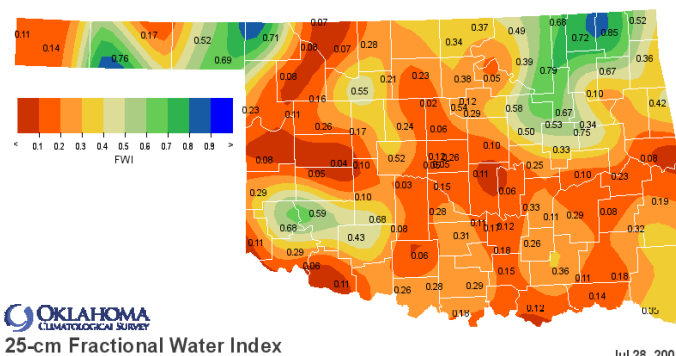 0.11 0.14 0.76 0.17 0.52 0.69 0.71
0.07 0.08 0.07 0.28 0.37 0.34 0.49 0.68 0.72 0.85 0.52
0.39 0.79 0.67 0.36
0.08 0.21 0.23 0.38 0.05 0.10 0.42
0.16 0.55 0.02 0.12 0.54 0.29 0.58 0.67
0.23 0.11 0.26 0.17 0.24 0.06 0.50 0.53 0.34 0.75
0.10 0.33
0.08 0.04 0.10 0.52 0.26 0.25 0.08
0.05 0.11 0.10 0.23
0.29 0.10 0.03 0.15 0.06
0.68 0.59 0.68 0.28 0.33 0.11 0.29 0.08 0.19
0.43 0.08 0.31 0.11 0.12 0.32
0.11 0.29 0.06 0.18 0.26
0.06 0.15 0.36 0.11 0.18
0.11 0.26 0.28 0.29 0.14
0.18 0.12
< 0.1 0.2 0.3 0.4 0.5 0.6 0.7 0.8 0.9 >
FWI
OKLAHOMA
CLIMATOLOGICAL SURVEY
25-cm Fractional Water Index
Jul 28,